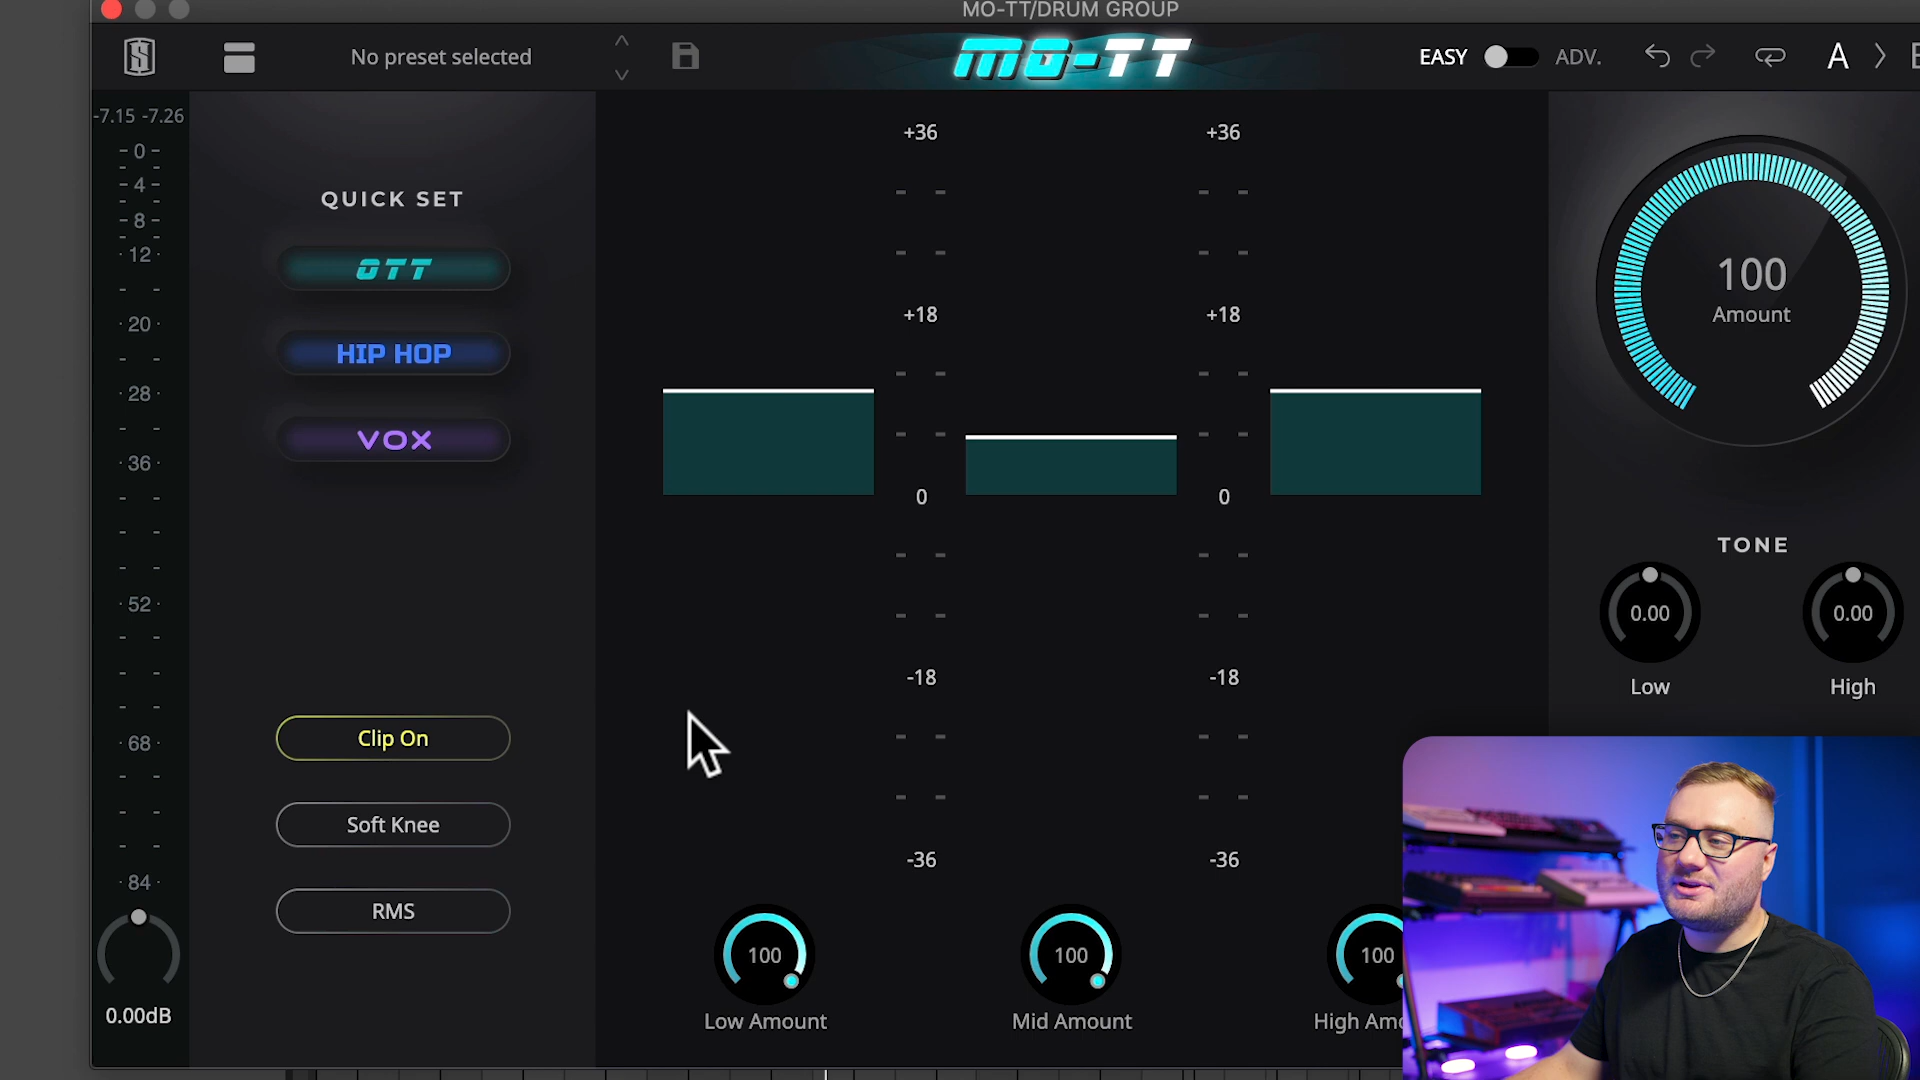 MO-TT/DRUM GROUP
No preset selected
MO-TT
EASY
ADV.
A
-7.15 -7.26
0
4
8
12
20
28
36
52
68
84
0.00dB
QUICK SET
OTT
HIP HOP
VOX
Clip On
Soft Knee
RMS
+36
+18
0
-18
-36
+36
+18
0
-18
-36
100
Low Amount
100
Mid Amount
100
High
100
Amount
TONE
0.00
Low
0.00
High